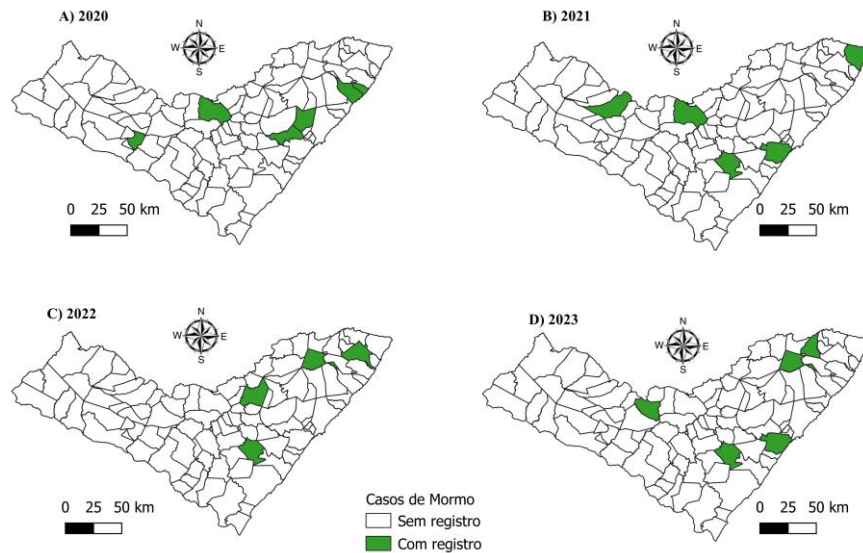 A) 2020
N
W E
S
0 25 50 km
B) 2021
N
W E
S
0 25 50 km
C) 2022
N
W E
S
0 25 50 km
D) 2023
N
W E
S
0 25 50 km
Casos de Mormo
Sem registro
Com registro